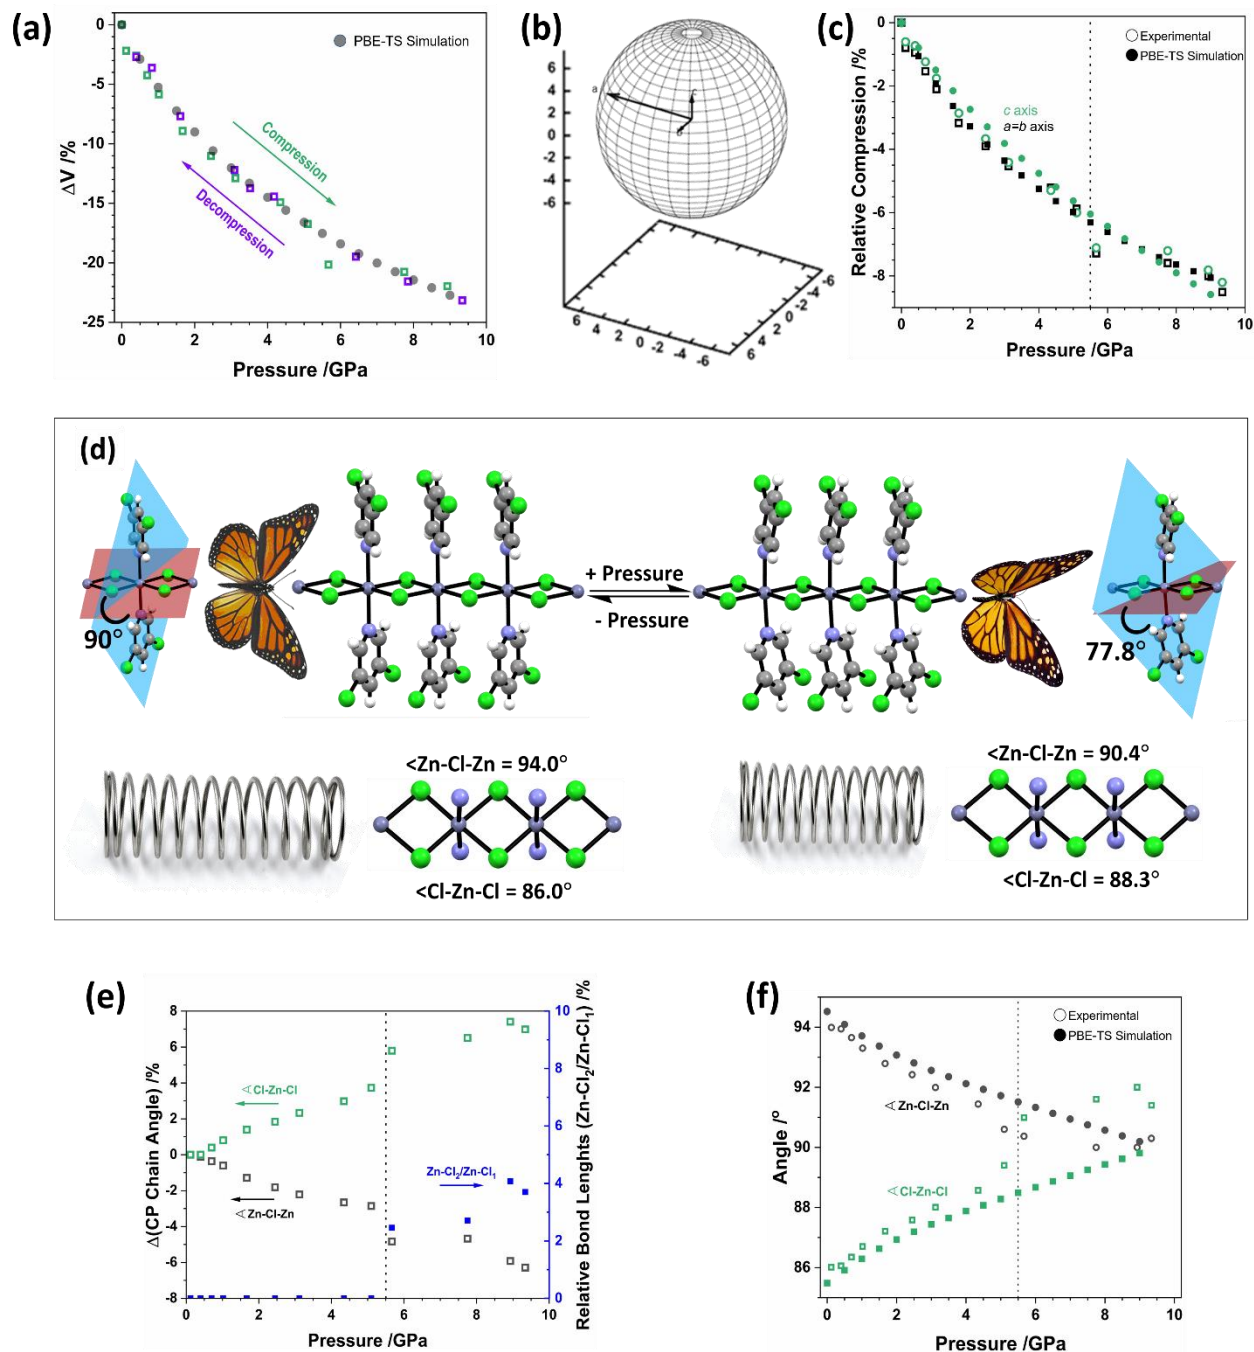 (a)
0
-5
-10
-15
-20
-25
ΔV /%
PBE-TS Simulation
Compression
Decompression
0 2 4 6 8 10
Pressure /GPa
(b)
6
4
2
0
-2
-4
-6
a
c
6 4 2 0 -2 -4 -6
6 4 2 0 -2 -4 -6
(c)
0
-2
-4
-6
-8
Relative Compression /%
Experimental
PBE-TS Simulation
c axis
a=b axis
0 2 4 6 8 10
Pressure /GPa
(d)
90°
+ Pressure
- Pressure
77.8°
<Zn-Cl-Zn = 94.0°
<Cl-Zn-Cl = 86.0°
<Zn-Cl-Zn = 90.4°
<Cl-Zn-Cl = 88.3°
(e)
8
6
4
2
0
-2
-4
-6
-8
Δ(CP Chain Angle) /%
∢Cl-Zn-Cl
∢Zn-Cl-Zn
Zn-Cl₂/Zn-Cl₁
10
8
6
4
2
0
Relative Bond Lenghts (Zn-Cl₂/Zn-Cl₁) /%
0 2 4 6 8 10
Pressure /GPa
(f)
94
92
90
88
86
Angle /°
Experimental
PBE-TS Simulation
∢Zn-Cl-Zn
∢Cl-Zn-Cl
0 2 4 6 8 10
Pressure /GPa